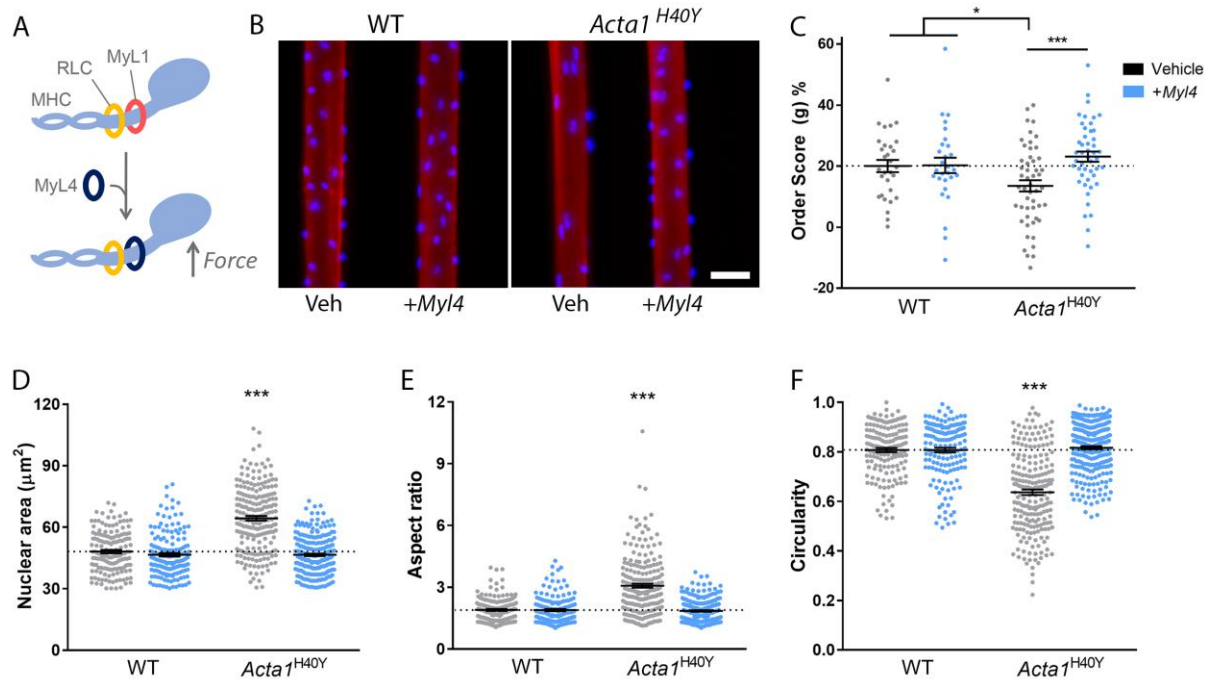 A
RLC
MyL1
MHC
MyL4
Force
B
WT
Acta1 H40Y
Veh
+Myl4
Veh
+Myl4
C
*
***
Vehicle
+Myl4
Order Score (g) %
60
40
20
0
-20
WT
Acta1H40Y
D
***
Nuclear area (µm2)
120
90
60
30
0
WT
Acta1H40Y
E
***
Aspect ratio
12
9
6
3
0
WT
Acta1H40Y
F
***
Circularity
1.0
0.8
0.6
0.4
0.2
0.0
WT
Acta1H40Y